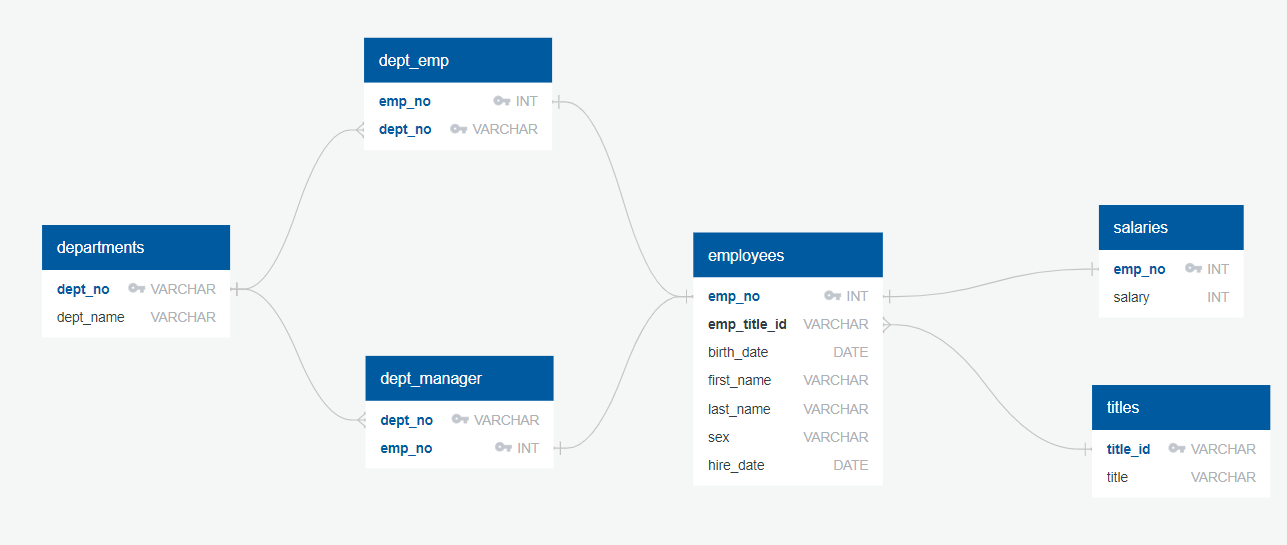 dept_emp
emp_no INT
dept_no VARCHAR
departments
dept_no VARCHAR
dept_name VARCHAR
dept_manager
dept_no VARCHAR
emp_no INT
employees
emp_no INT
emp_title_id VARCHAR
birth_date DATE
first_name VARCHAR
last_name VARCHAR
sex VARCHAR
hire_date DATE
salaries
emp_no INT
salary INT
titles
title_id VARCHAR
title VARCHAR